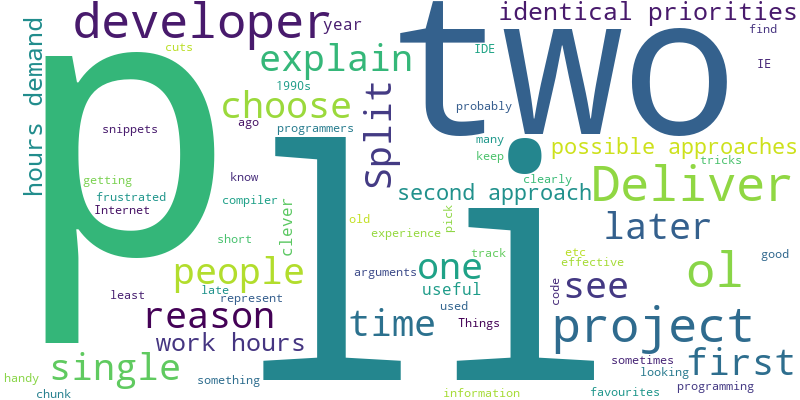 developer
year
identical priorities
find
cuts
explain
IDE
IE
two
p
li
hours demand
1990s
choose
Split
probably
snippets
ago
programmers
many
possible approaches
keep
tricks
getting
know
clearly
frustrated
compiler
second approach
Deliver
Internet
clever
old
pick
later
short
experience
track
etc
effective
good
people
arguments
one
ol
useful
see
least
late
represent
used
Things
code
reason
time
project
work hours
single
something
sometimes
looking
first
handy
chunk
information
favourites
programming